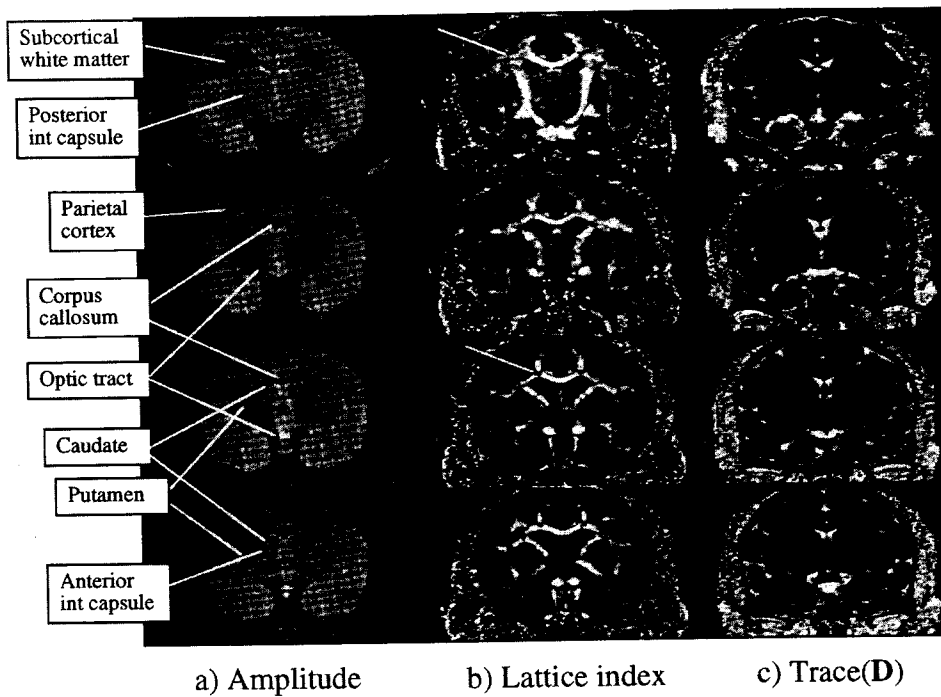 Subcortical
white matter
Posterior
int capsule
Parietal
cortex
Corpus
callosum
Optic tract
Caudate
Putamen
Anterior
int capsule
a) Amplitude
b) Lattice index
c) Trace(D)